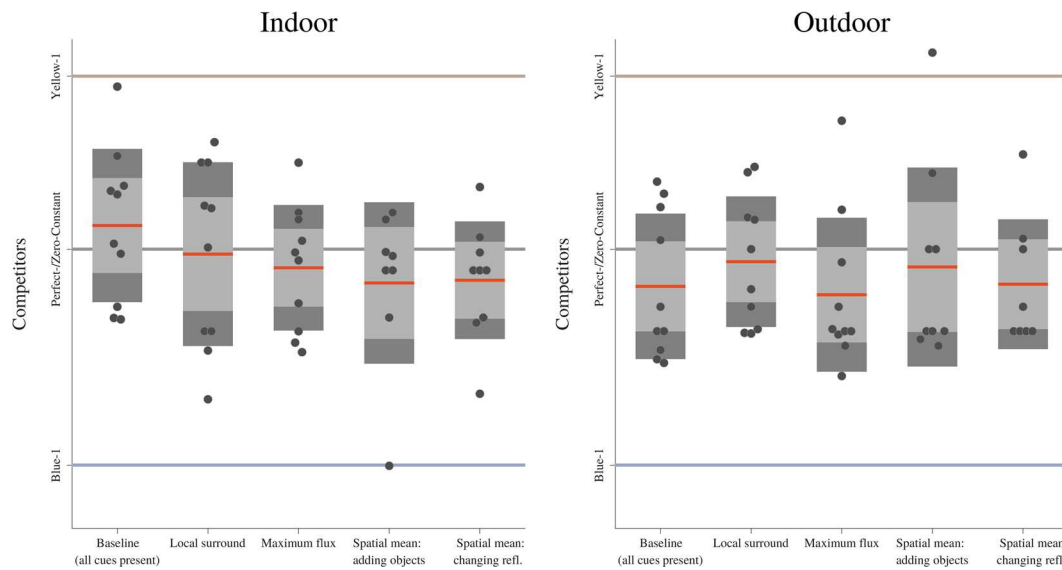 Indoor
Competitors
Yellow-1
Perfect-/Zero-Constant
Blue-1
Baseline
(all cues present)
Local surround
Maximum flux
Spatial mean:
adding objects
Spatial mean:
changing refl.
Outdoor
Competitors
Yellow-1
Perfect-/Zero-Constant
Blue-1
Baseline
(all cues present)
Local surround
Maximum flux
Spatial mean:
adding objects
Spatial mean
changing refl.